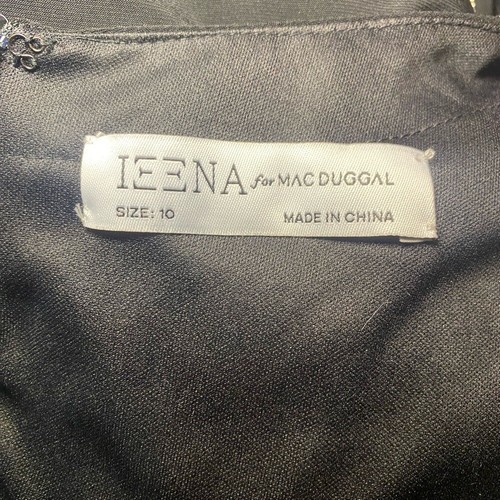 IEENA for MAC DUGGAL
SIZE: 10 MADE IN CHINA